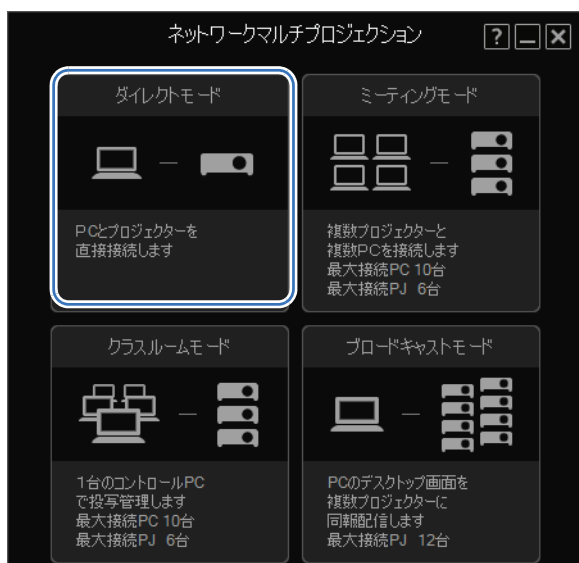 ネットワークマルチプロジェクション
? _ X
ダイレクトモード
PCとプロジェクターを
直接接続します
ミーティングモード
複数プロジェクターと
複数PCを接続します
最大接続PC 10台
最大接続PJ 6台
クラスルームモード
1台のコントロールPC
で投写管理します
最大接続PC 10台
最大接続PJ 6台
ブロードキャストモード
PCのデスクトップ画面を
複数プロジェクターに
同報配信します
最大接続PJ 12台